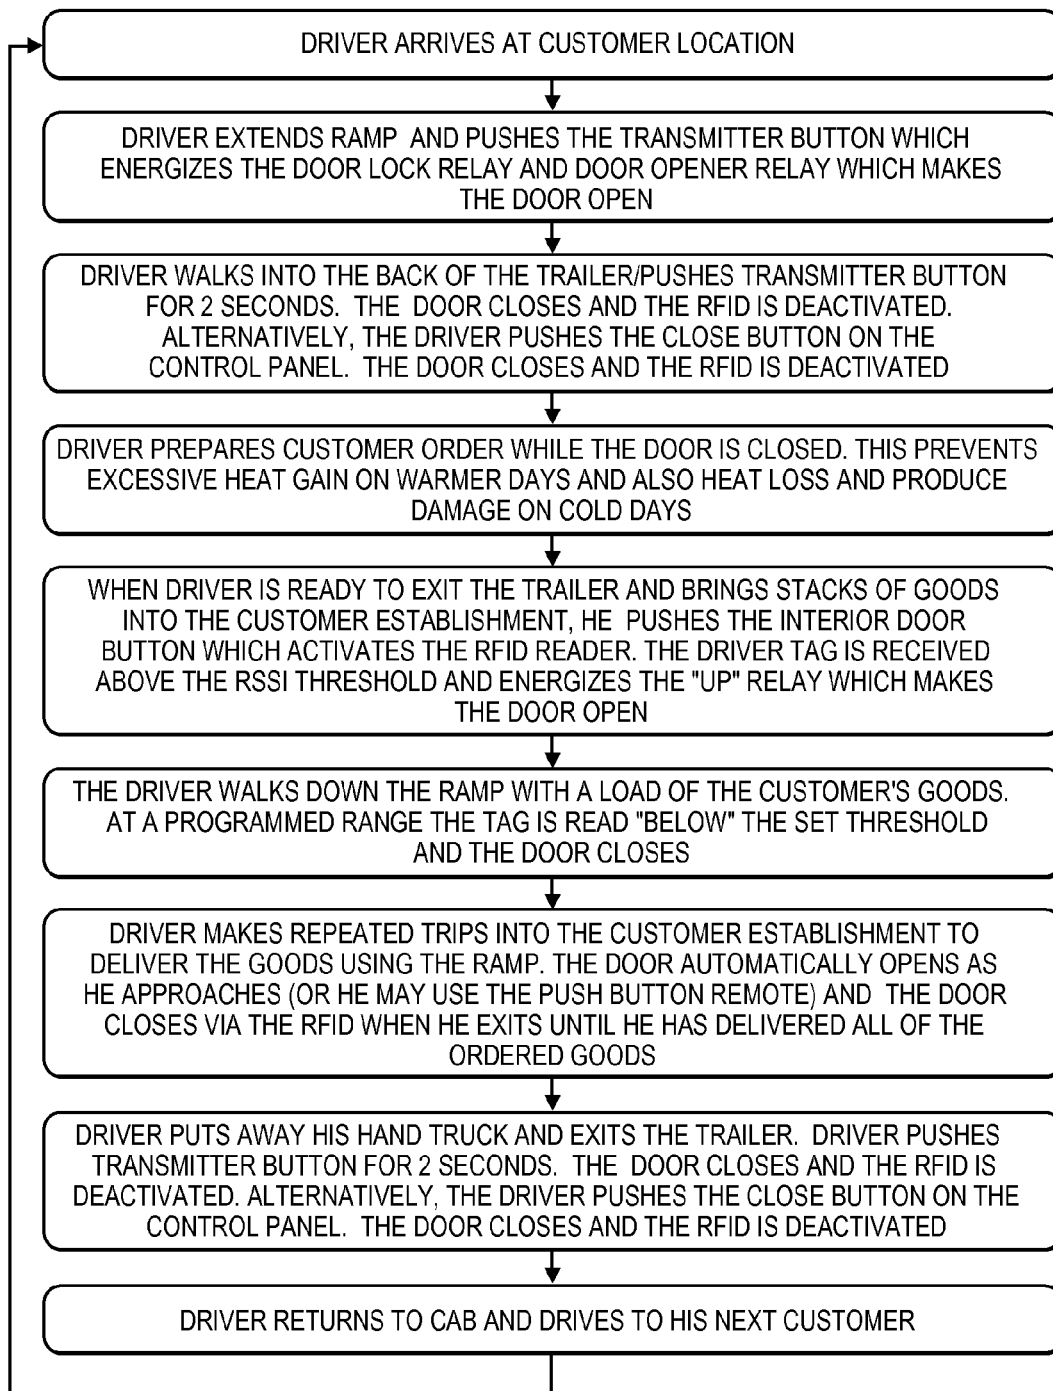 DRIVER ARRIVES AT CUSTOMER LOCATION
DRIVER EXTENDS RAMP AND PUSHES THE TRANSMITTER BUTTON WHICH
ENERGIZES THE DOOR LOCK RELAY AND DOOR OPENER RELAY WHICH MAKES
THE DOOR OPEN
DRIVER WALKS INTO THE BACK OF THE TRAILER/PUSHES TRANSMITTER BUTTON
FOR 2 SECONDS. THE DOOR CLOSES AND THE RFID IS DEACTIVATED.
ALTERNATIVELY, THE DRIVER PUSHES THE CLOSE BUTTON ON THE
CONTROL PANEL. THE DOOR CLOSES AND THE RFID IS DEACTIVATED
DRIVER PREPARES CUSTOMER ORDER WHILE THE DOOR IS CLOSED. THIS PREVENTS
EXCESSIVE HEAT GAIN ON WARMER DAYS AND ALSO HEAT LOSS AND PRODUCE
DAMAGE ON COLD DAYS
WHEN DRIVER IS READY TO EXIT THE TRAILER AND BRINGS STACKS OF GOODS
INTO THE CUSTOMER ESTABLISHMENT, HE PUSHES THE INTERIOR DOOR
BUTTON WHICH ACTIVATES THE RFID READER. THE DRIVER TAG IS RECEIVED
ABOVE THE RSSI THRESHOLD AND ENERGIZES THE "UP" RELAY WHICH MAKES
THE DOOR OPEN
THE DRIVER WALKS DOWN THE RAMP WITH A LOAD OF THE CUSTOMER'S GOODS.
AT A PROGRAMMED RANGE THE TAG IS READ "BELOW" THE SET THRESHOLD
AND THE DOOR CLOSES
DRIVER MAKES REPEATED TRIPS INTO THE CUSTOMER ESTABLISHMENT TO
DELIVER THE GOODS USING THE RAMP. THE DOOR AUTOMATICALLY OPENS AS
HE APPROACHES (OR HE MAY USE THE PUSH BUTTON REMOTE) AND THE DOOR
CLOSES VIA THE RFID WHEN HE EXITS UNTIL HE HAS DELIVERED ALL OF THE
ORDERED GOODS
DRIVER PUTS AWAY HIS HAND TRUCK AND EXITS THE TRAILER. DRIVER PUSHES
TRANSMITTER BUTTON FOR 2 SECONDS. THE DOOR CLOSES AND THE RFID IS
DEACTIVATED. ALTERNATIVELY, THE DRIVER PUSHES THE CLOSE BUTTON ON THE
CONTROL PANEL. THE DOOR CLOSES AND THE RFID IS DEACTIVATED
DRIVER RETURNS TO CAB AND DRIVES TO HIS NEXT CUSTOMER